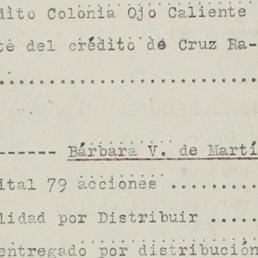 dito Colonia Ojo Caliente
te del crédito de Cruz Ra-
....................
------ Bárbara V. de Martí
ital 79 acciones .........
lidad por Distribuir .....
entregado por distribución